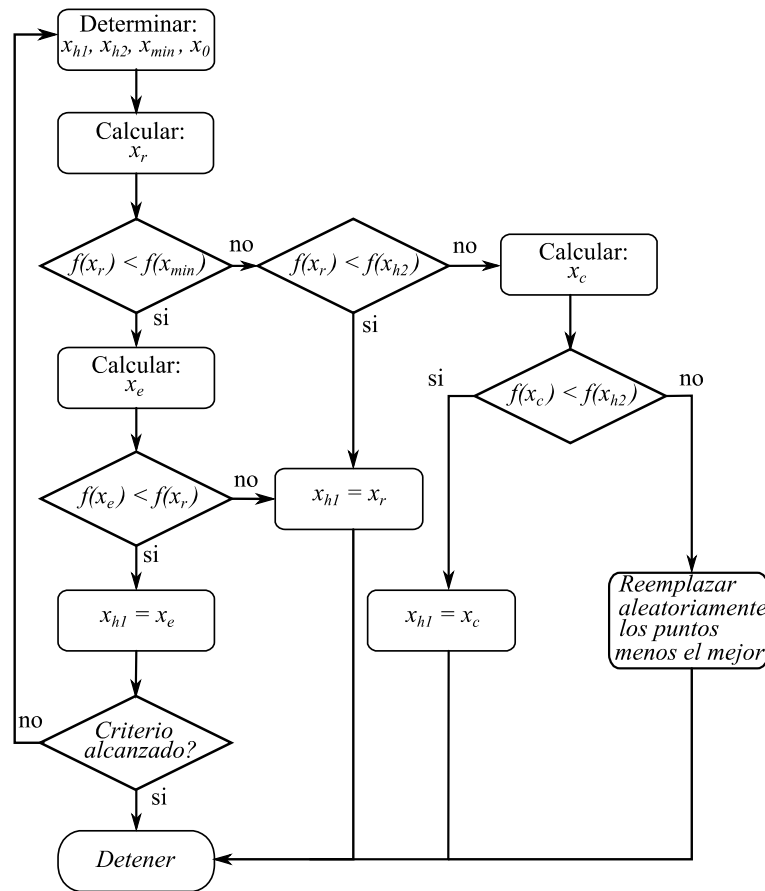 Determinar:
x_{h1}, x_{h2}, x_{min}, x_0
Calcular:
x_r
f(x_r) < f(x_{min})
no
f(x_r) < f(x_{h2})
no
Calcular:
x_c
si
si
Calcular:
x_e
si
f(x_c) < f(x_{h2})
no
f(x_e) < f(x_r)
no
x_{h1} = x_r
si
x_{h1} = x_e
x_{h1} = x_c
Reemplazar
aleatoriamente
los puntos
menos el mejor
no
Criterio
alcanzado?
si
Detener